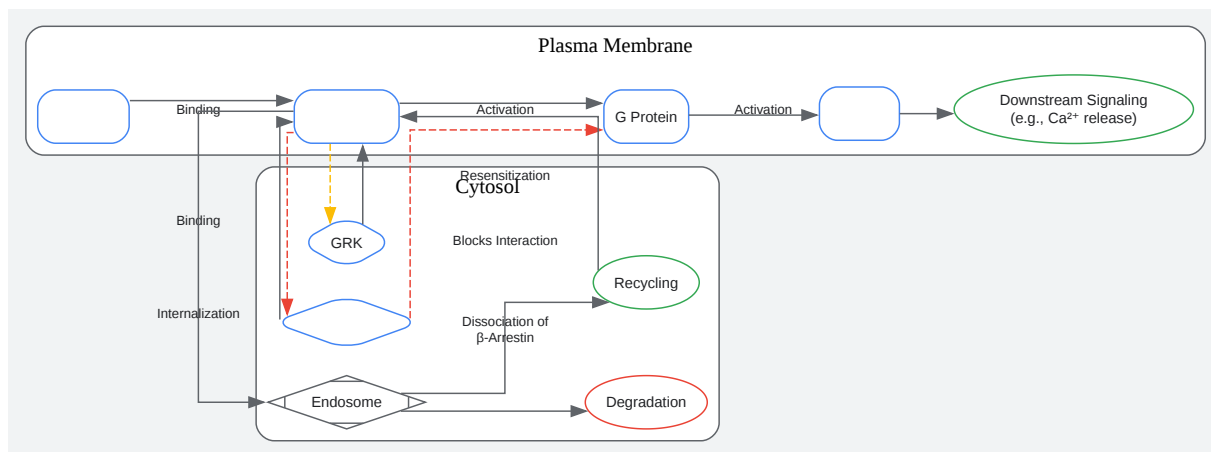 Plasma Membrane
Binding
Activation
G Protein
Activation
Downstream Signaling
(e.g., Ca²⁺ release)
Resensitization
Cytosol
Binding
GRK
Blocks Interaction
Recycling
Internalization
Dissociation of
β-Arrestin
Endosome
Degradation